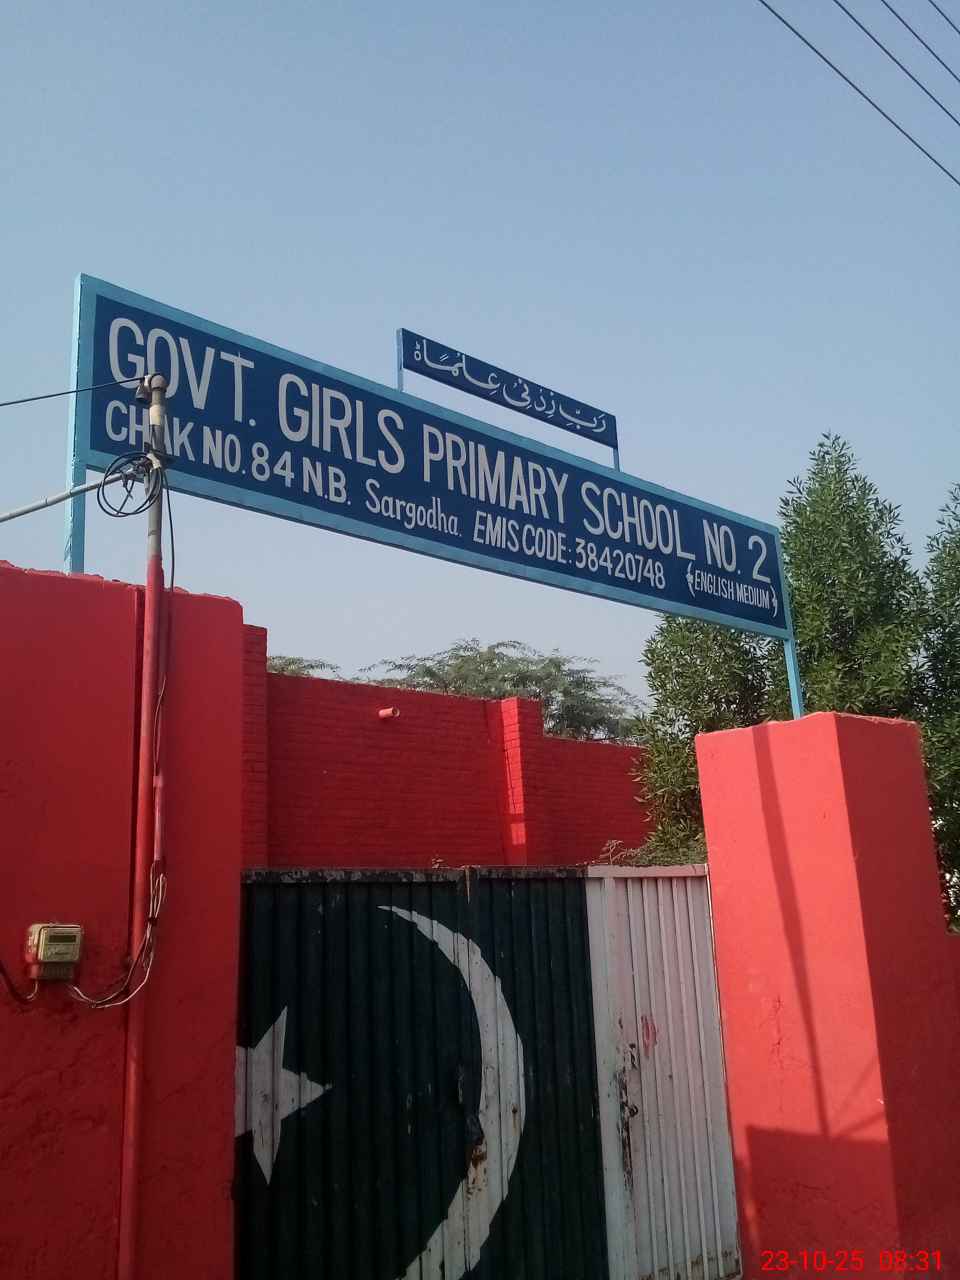 رَبِّ زِدْنِیْ عِلْمًا
GOVT. GIRLS PRIMARY SCHOOL NO. 2
CHAK NO. 84 N.B. Sargodha. EMIS CODE: 38420748 (ENGLISH MEDIUM)
23-10-25 08:31